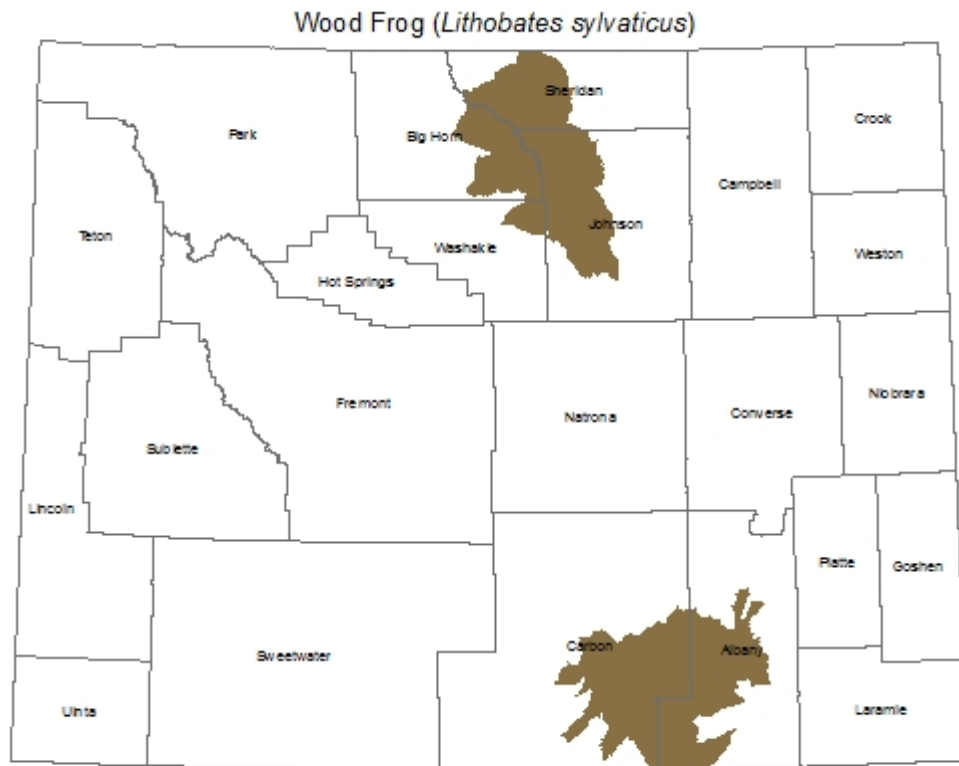 Wood Frog (Lithobates sylvaticus)
Sheridan
Park
Big Horn
Crook
Campbell
Teton
Johnson
Washakie
Weston
Hot Springs
Fremont
Natrona
Converse
Niobrara
Sublette
Lincoln
Platte
Goshen
Carbon
Albany
Sweetwater
Uinta
Laramie